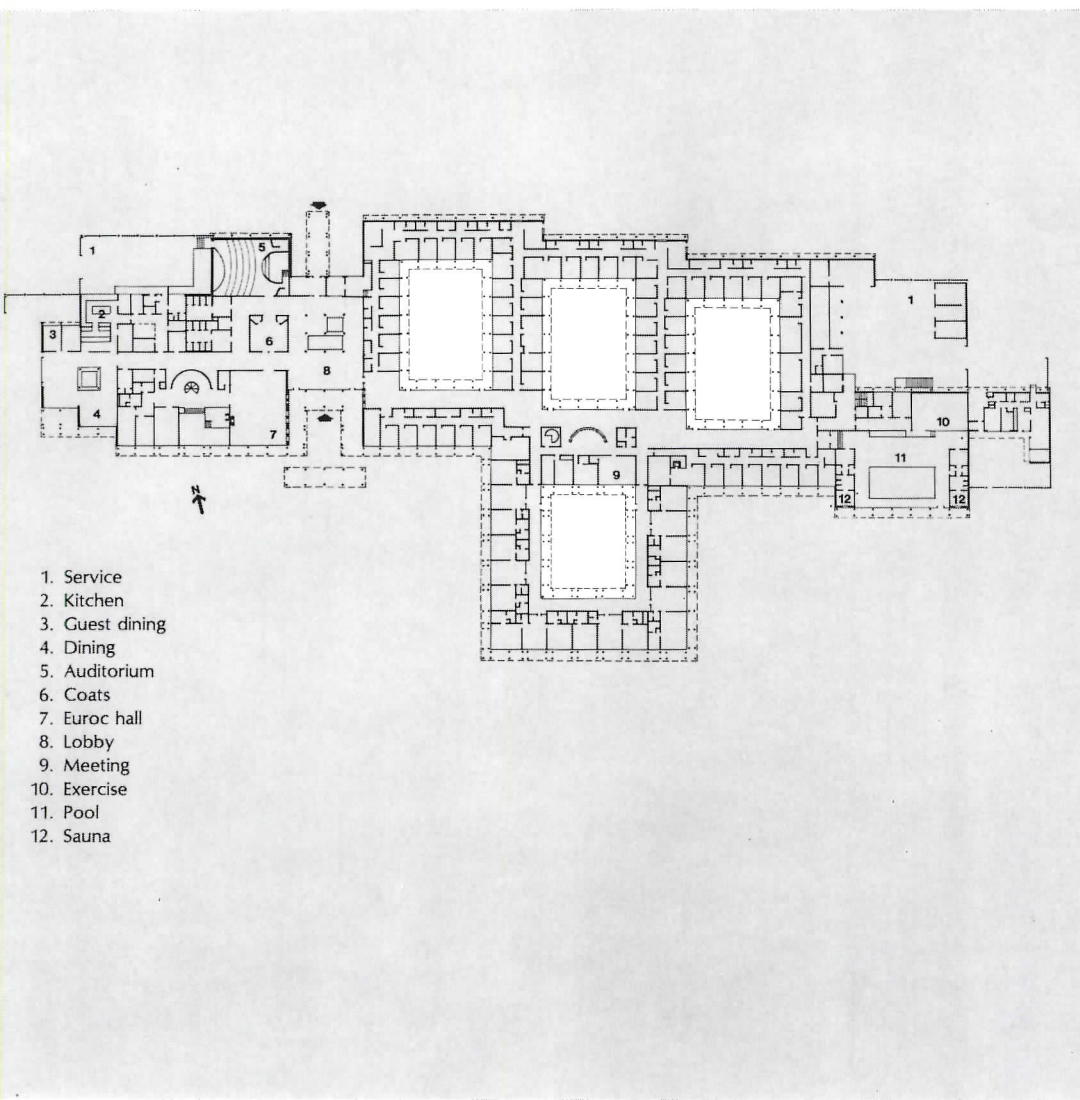 1
5
2
3
6
8
4
7
1
10
11
9
12
12
N
1. Service
2. Kitchen
3. Guest dining
4. Dining
5. Auditorium
6. Coats
7. Euroc hall
8. Lobby
9. Meeting
10. Exercise
11. Pool
12. Sauna